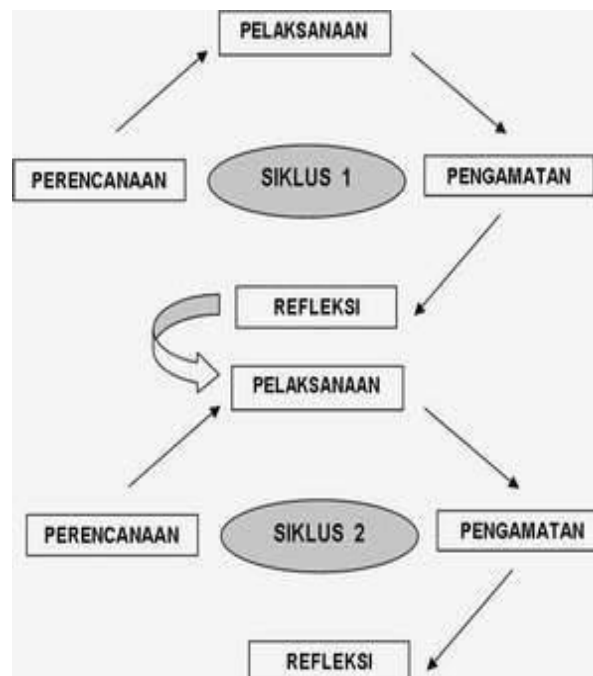 PELAKSANAAN
PERENCANAAN
SIKLUS 1
PENGAMATAN
REFLEKSI
PELAKSANAAN
PERENCANAAN
SIKLUS 2
PENGAMATAN
REFLEKSI